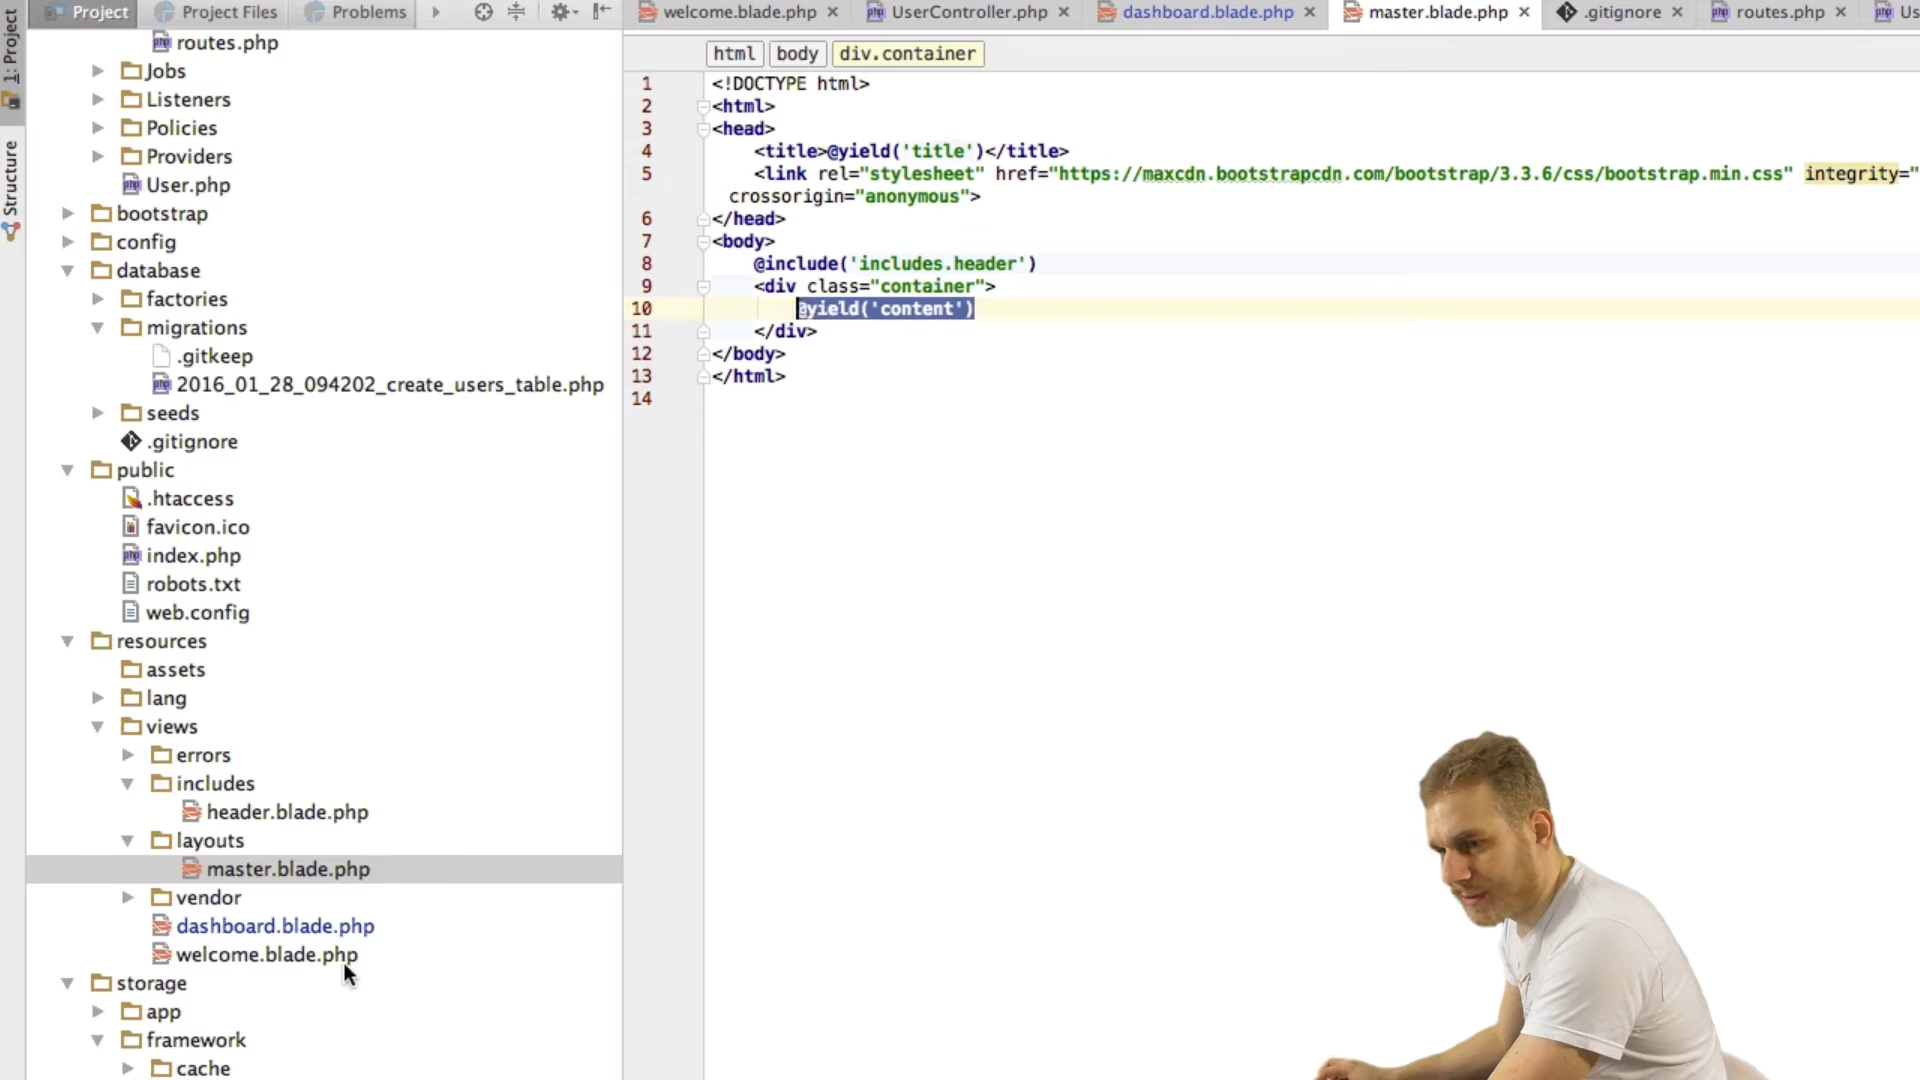 1: Project
Structure
Project
Project Files
Problems
welcome.blade.php
UserController.php
dashboard.blade.php
master.blade.php
.gitignore
routes.php
Us
routes.php
Jobs
Listeners
Policies
Providers
User.php
bootstrap
config
database
factories
migrations
.gitkeep
2016_01_28_094202_create_users_table.php
seeds
.gitignore
public
.htaccess
favicon.ico
index.php
robots.txt
web.config
resources
assets
lang
views
errors
includes
header.blade.php
layouts
master.blade.php
vendor
dashboard.blade.php
welcome.blade.php
storage
app
framework
cache
html body div.container
1 <!DOCTYPE html>
2 <html>
3 <head>
4 <title>@yield('title')</title>
5 <link rel="stylesheet" href="https://maxcdn.bootstrapcdn.com/bootstrap/3.3.6/css/bootstrap.min.css" integrity="
crossorigin="anonymous">
6 </head>
7 <body>
8 @include('includes.header')
9 <div class="container">
10 @yield('content')
11 </div>
12 </body>
13 </html>
14